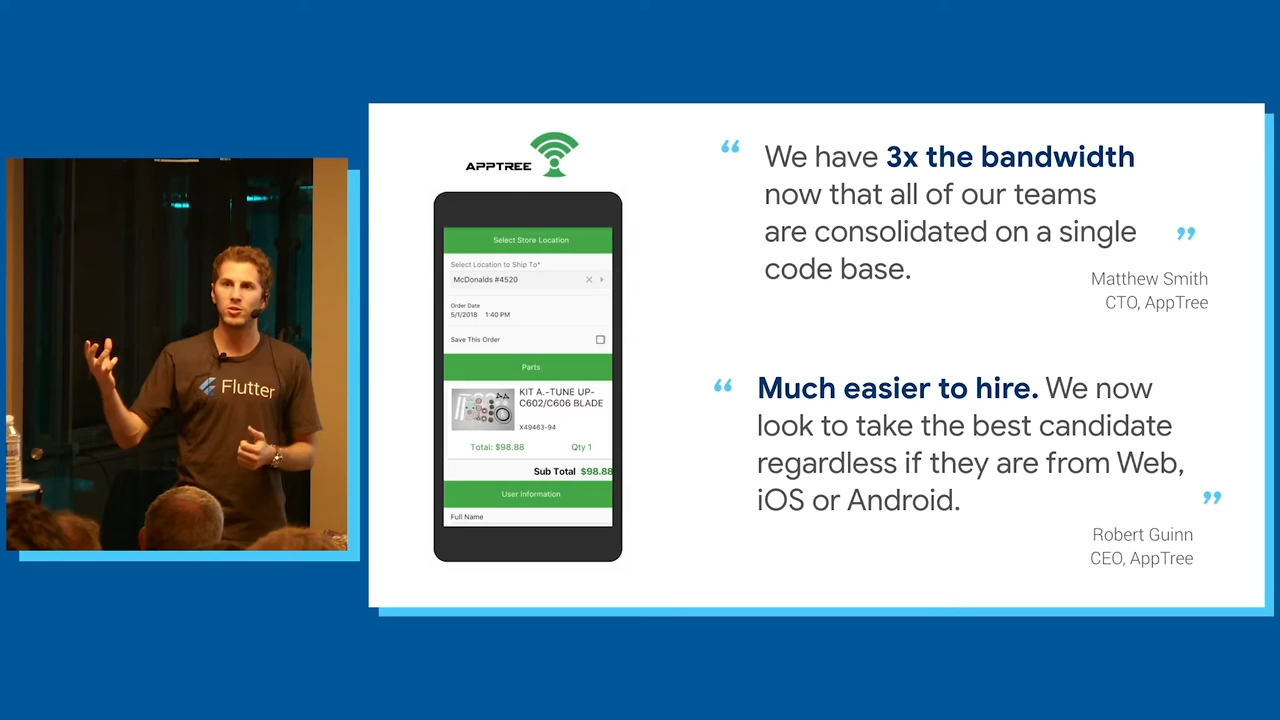 Flutter
APPTREE
Select Store Location
Select Location to Ship To*
McDonalds #4520
Order Date
5/1/2018 1:40 PM
Save This Order
Parts
KIT A.-TUNE UP-
C602/C606 BLADE
X49463-94
Total: $98.88 Qty 1
Sub Total $98.88
User Information
Full Name
“ We have 3x the bandwidth
now that all of our teams
are consolidated on a single
code base. ”
Matthew Smith
CTO, AppTree
“ Much easier to hire. We now
look to take the best candidate
regardless if they are from Web,
iOS or Android. ”
Robert Guinn
CEO, AppTree